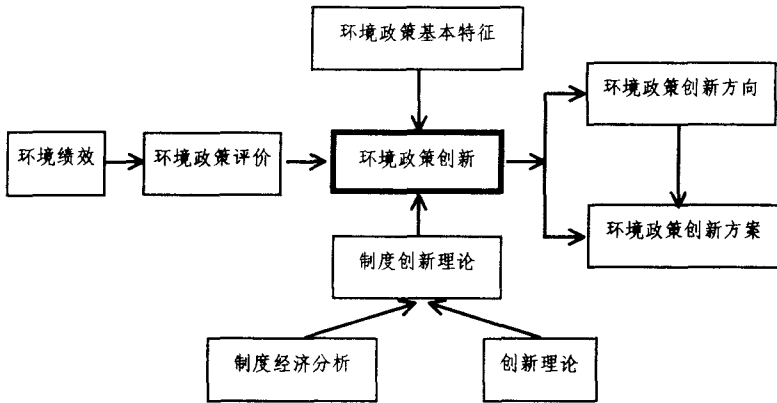 环境政策基本特征
环境政策创新方向
环境绩效
环境政策评价
环境政策创新
环境政策创新方案
制度创新理论
制度经济分析
创新理论